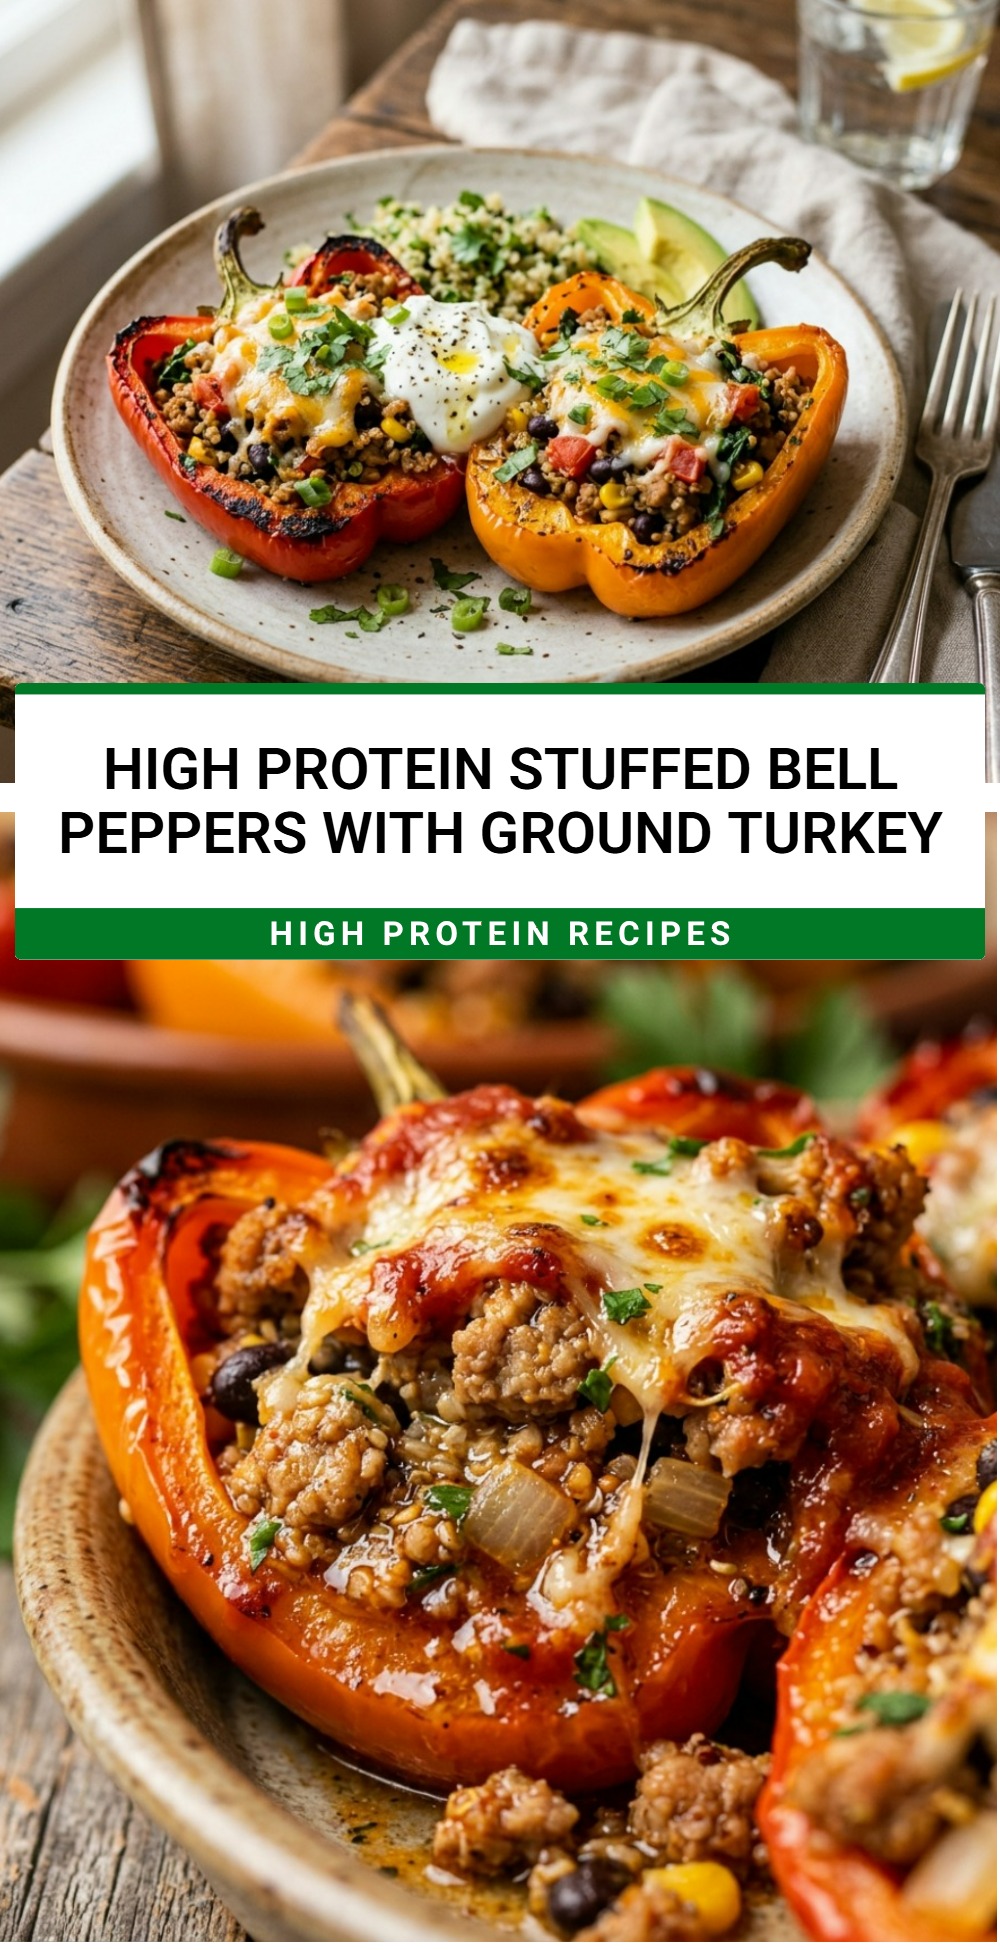 HIGH PROTEIN STUFFED BELL
PEPPERS WITH GROUND TURKEY
HIGH PROTEIN RECIPES